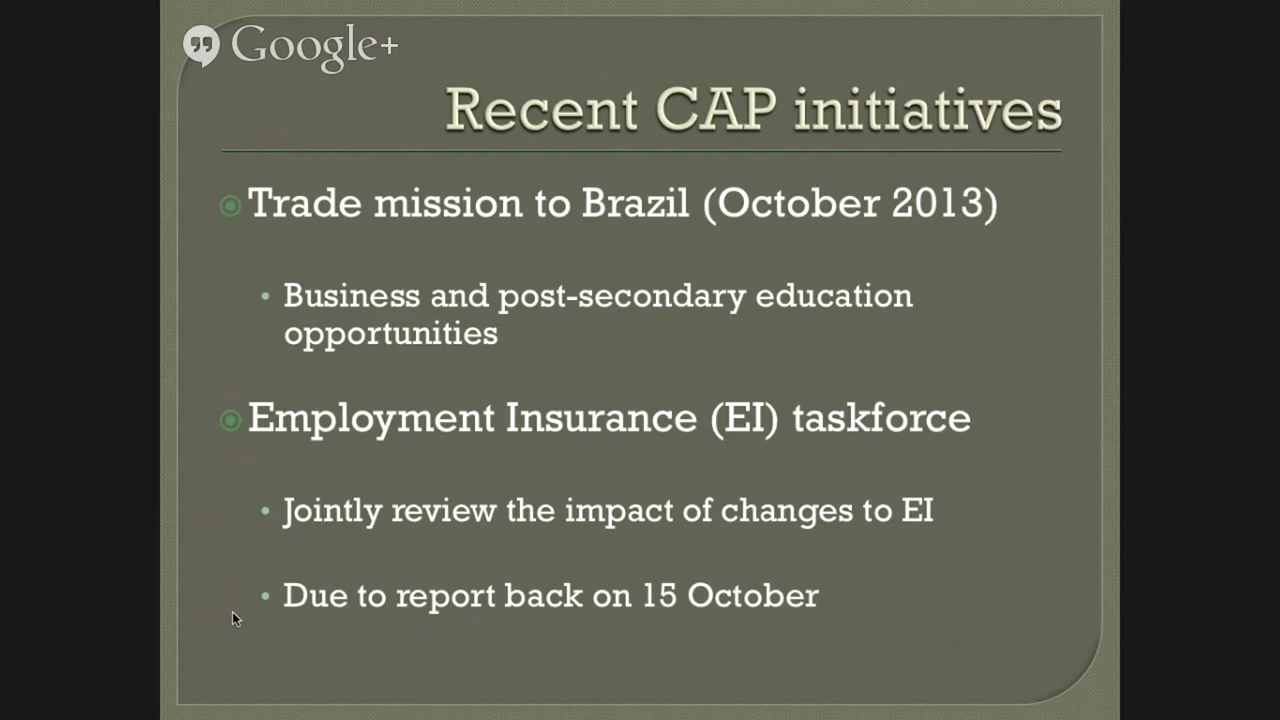 Google+
Recent CAP initiatives
Trade mission to Brazil (October 2013)
• Business and post-secondary education
opportunities
Employment Insurance (EI) taskforce
• Jointly review the impact of changes to EI
• Due to report back on 15 October